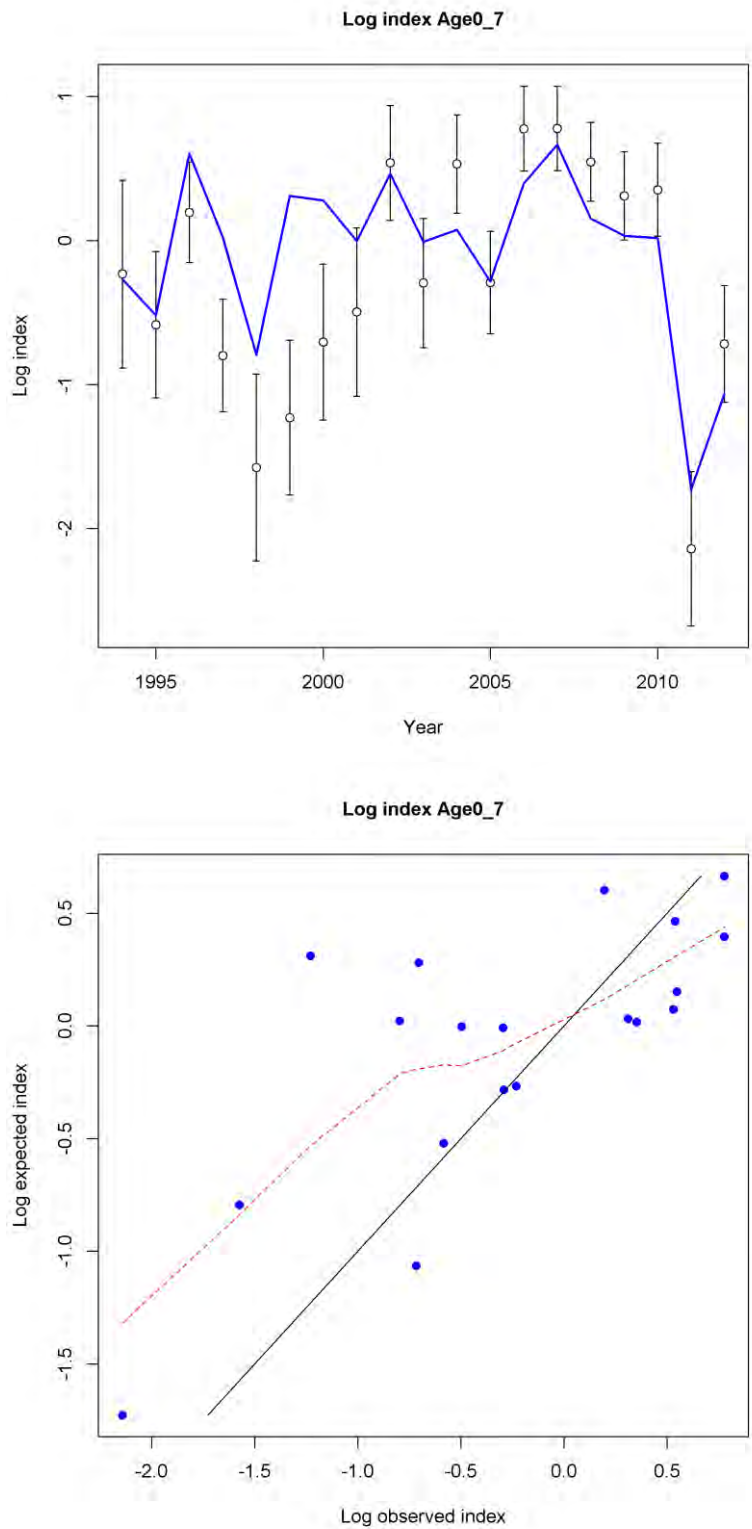 Log index Age0_7
1
0
-1
-2
Log index
1995 2000 2005 2010
Year
Log index Age0_7
0.5
0.0
-0.5
-1.0
-1.5
Log expected index
-2.0 -1.5 -1.0 -0.5 0.0 0.5
Log observed index